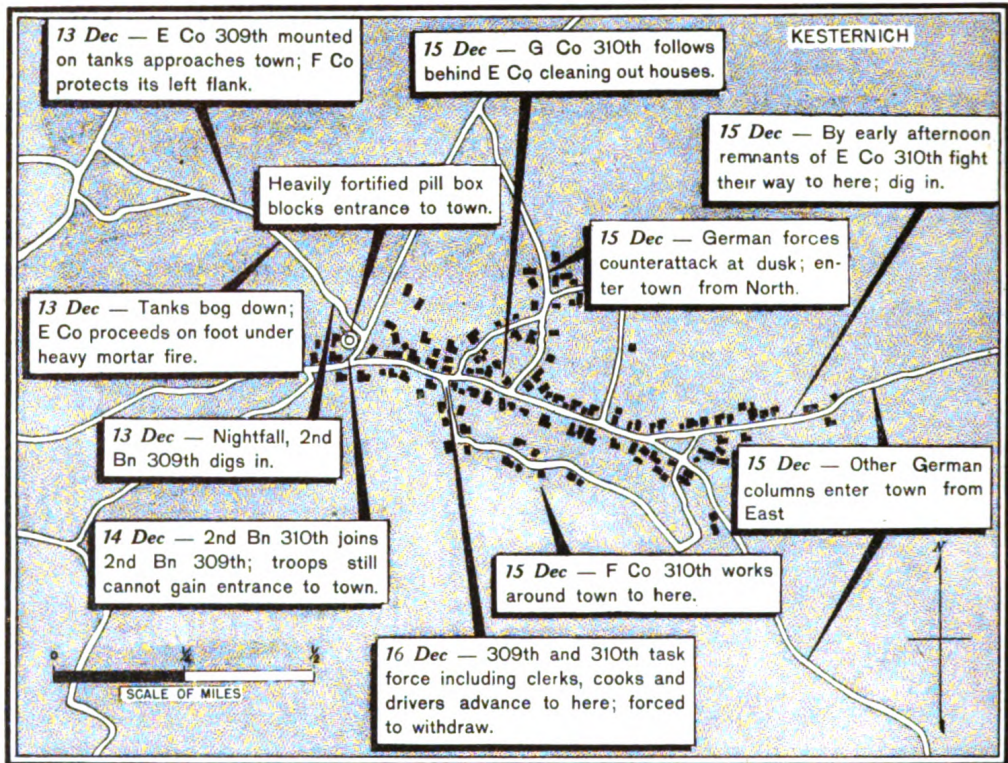 KESTERNICH
13 Dec — E Co 309th mounted
on tanks approaches town; F Co
protects its left flank.
15 Dec — G Co 310th follows
behind E Co cleaning out houses.
15 Dec — By early afternoon
remnants of E Co 310th fight
their way to here; dig in.
Heavily fortified pill box
blocks entrance to town.
15 Dec — German forces
counterattack at dusk; en-
ter town from North.
13 Dec — Tanks bog down;
E Co proceeds on foot under
heavy mortar fire.
13 Dec — Nightfall, 2nd
Bn 309th digs in.
15 Dec — Other German
columns enter town from
East
14 Dec — 2nd Bn 310th joins
2nd Bn 309th; troops still
cannot gain entrance to town.
15 Dec — F Co 310th works
around town to here.
16 Dec — 309th and 310th task
force including clerks, cooks and
drivers advance to here; forced
to withdraw.
0 ¼ ½
SCALE OF MILES
N